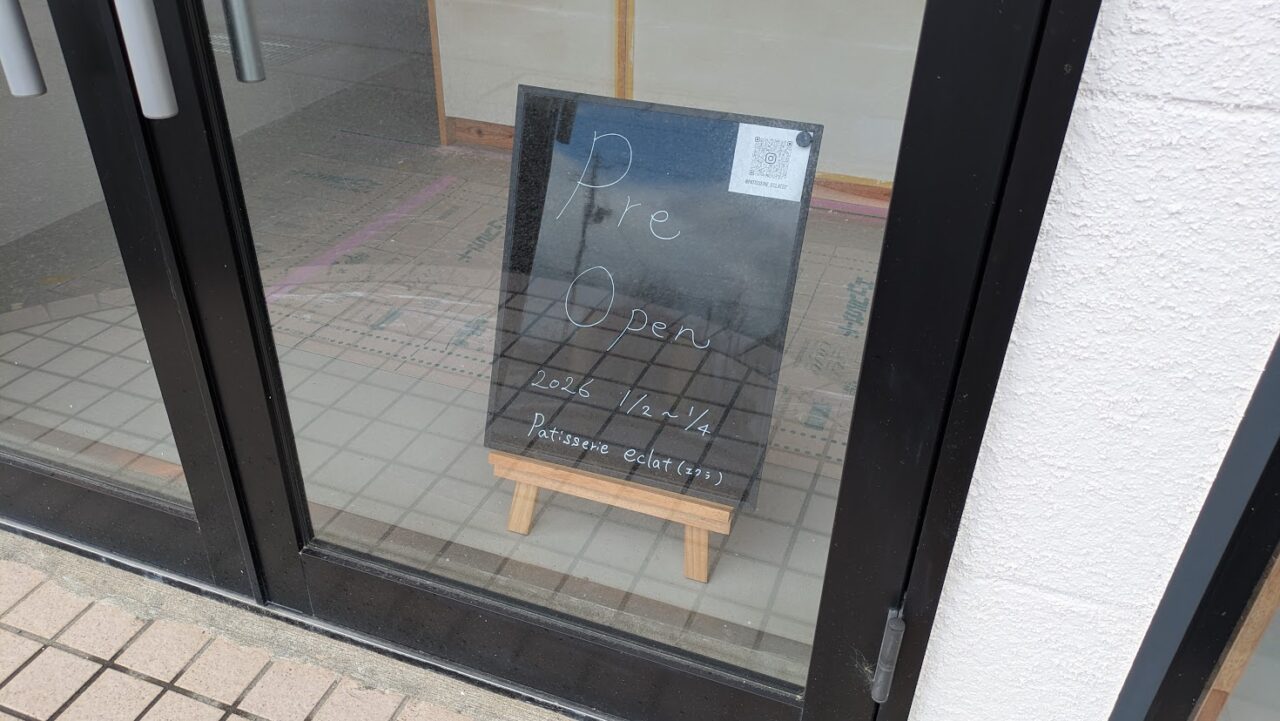 Pre
Open
2026 1/2~1/4
Patisserie eclat(エクラ)